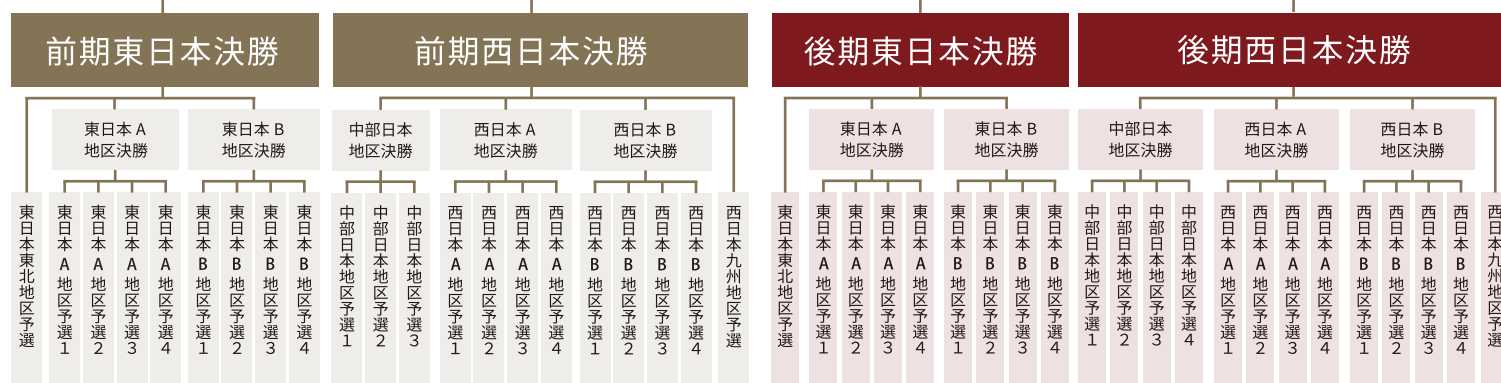 前期東日本決勝
前期西日本決勝
後期東日本決勝
後期西日本決勝
東日本 A
地区決勝
東日本 B
地区決勝
中部日本
地区決勝
西日本 A
地区決勝
西日本 B
地区決勝
東日本 A
地区決勝
東日本 B
地区決勝
中部日本
地区決勝
西日本 A
地区決勝
西日本 B
地区決勝
東日本東北地区予選
東日本A地区予選1
東日本A地区予選2
東日本A地区予選3
東日本A地区予選4
東日本B地区予選1
東日本B地区予選2
東日本B地区予選3
東日本B地区予選4
中部日本地区予選1
中部日本地区予選2
中部日本地区予選3
西日本A地区予選1
西日本A地区予選2
西日本A地区予選3
西日本A地区予選4
西日本B地区予選1
西日本B地区予選2
西日本B地区予選3
西日本B地区予選4
西日本九州地区予選
東日本東北地区予選
東日本A地区予選1
東日本A地区予選2
東日本A地区予選3
東日本A地区予選4
東日本B地区予選1
東日本B地区予選2
東日本B地区予選3
東日本B地区予選4
中部日本地区予選1
中部日本地区予選2
中部日本地区予選3
中部日本地区予選4
西日本A地区予選1
西日本A地区予選2
西日本A地区予選3
西日本A地区予選4
西日本B地区予選1
西日本B地区予選2
西日本B地区予選3
西日本B地区予選4
西日本九州地区予選